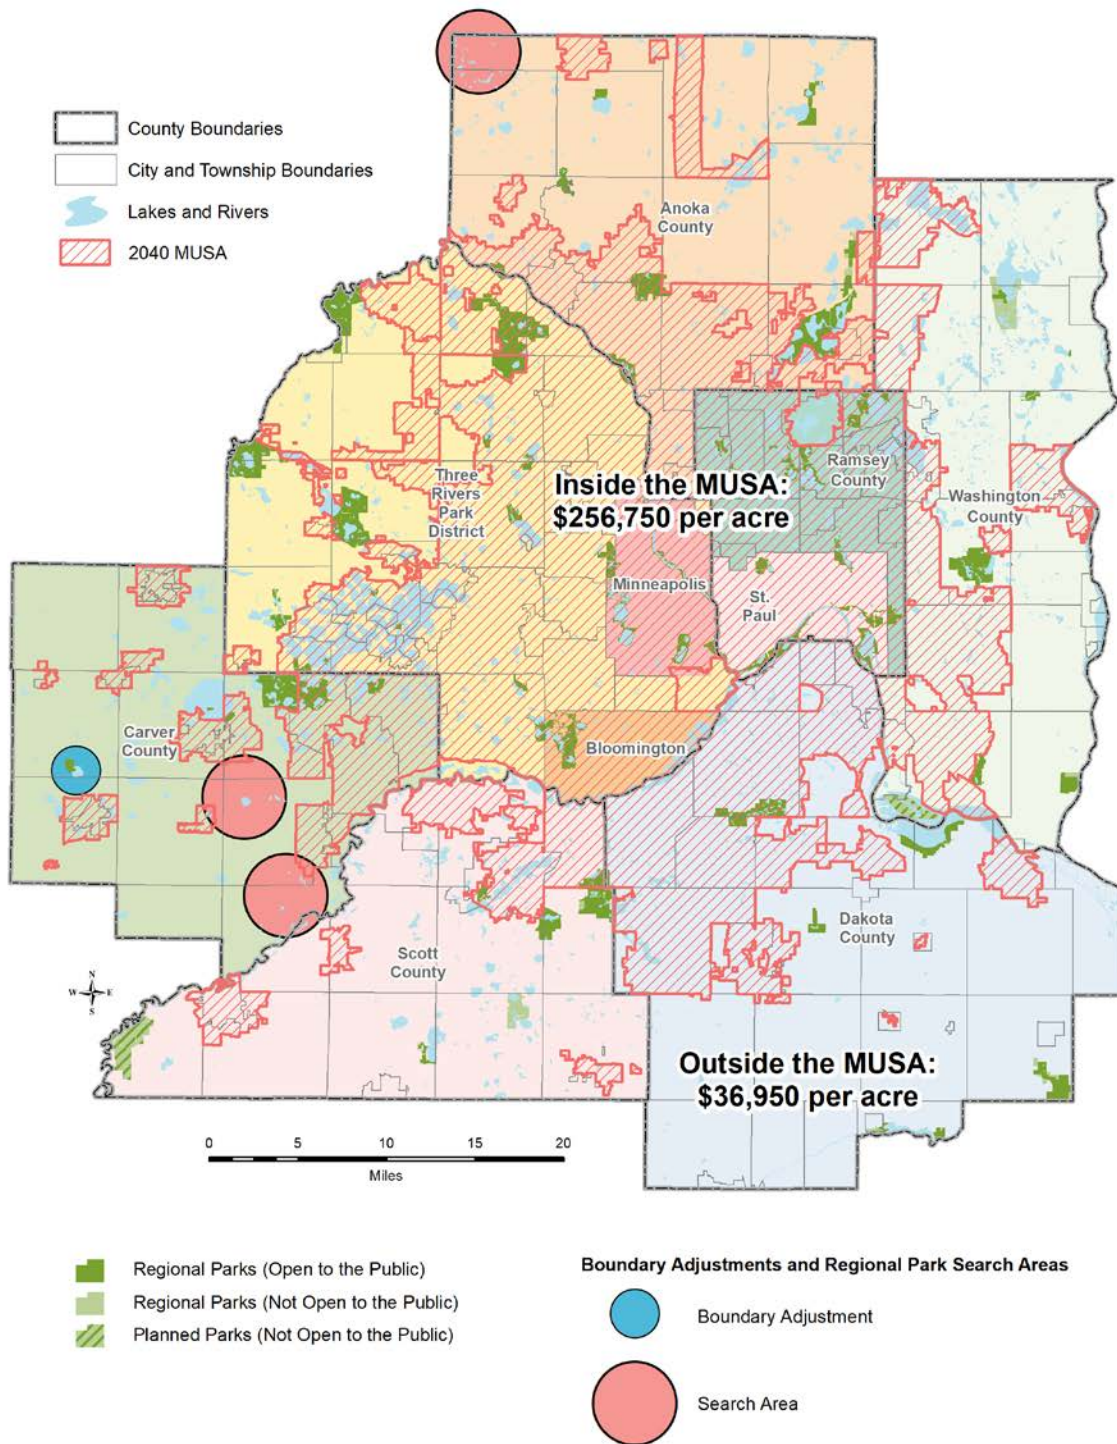 County Boundaries
City and Township Boundaries
Lakes and Rivers
2040 MUSA
Anoka
County
Three
Rivers
Park
District
Inside the MUSA:
$256,750 per acre
Ramsey
County
Washington
County
Minneapolis
St.
Paul
Carver
County
Bloomington
Scott
County
Dakota
County
N
W E
S
Outside the MUSA:
$36,950 per acre
0 5 10 15 20
Miles
Regional Parks (Open to the Public)
Regional Parks (Not Open to the Public)
Planned Parks (Not Open to the Public)
Boundary Adjustments and Regional Park Search Areas
Boundary Adjustment
Search Area